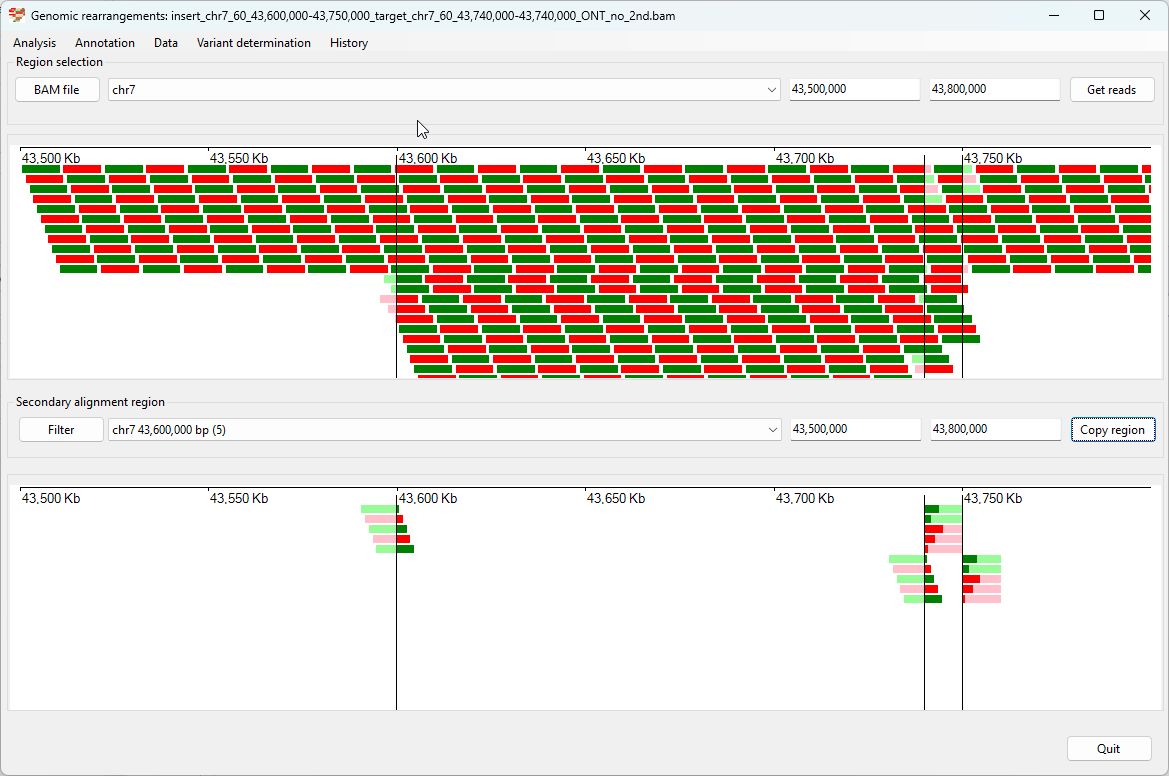 Genomic rearrangements: insert_chr7_60_43,600,000-43,750,000_target_chr7_60_43,740,000-43,740,000_ONT_no_2nd.bam
Analysis Annotation Data Variant determination History
Region selection
BAM file chr7 43,500,000 43,800,000 Get reads
43,500 Kb 43,550 Kb 43,600 Kb 43,650 Kb 43,700 Kb 43,750 Kb
Secondary alignment region
Filter chr7 43,600,000 bp (5) 43,500,000 43,800,000 Copy region
43,500 Kb 43,550 Kb 43,600 Kb 43,650 Kb 43,700 Kb 43,750 Kb
Quit